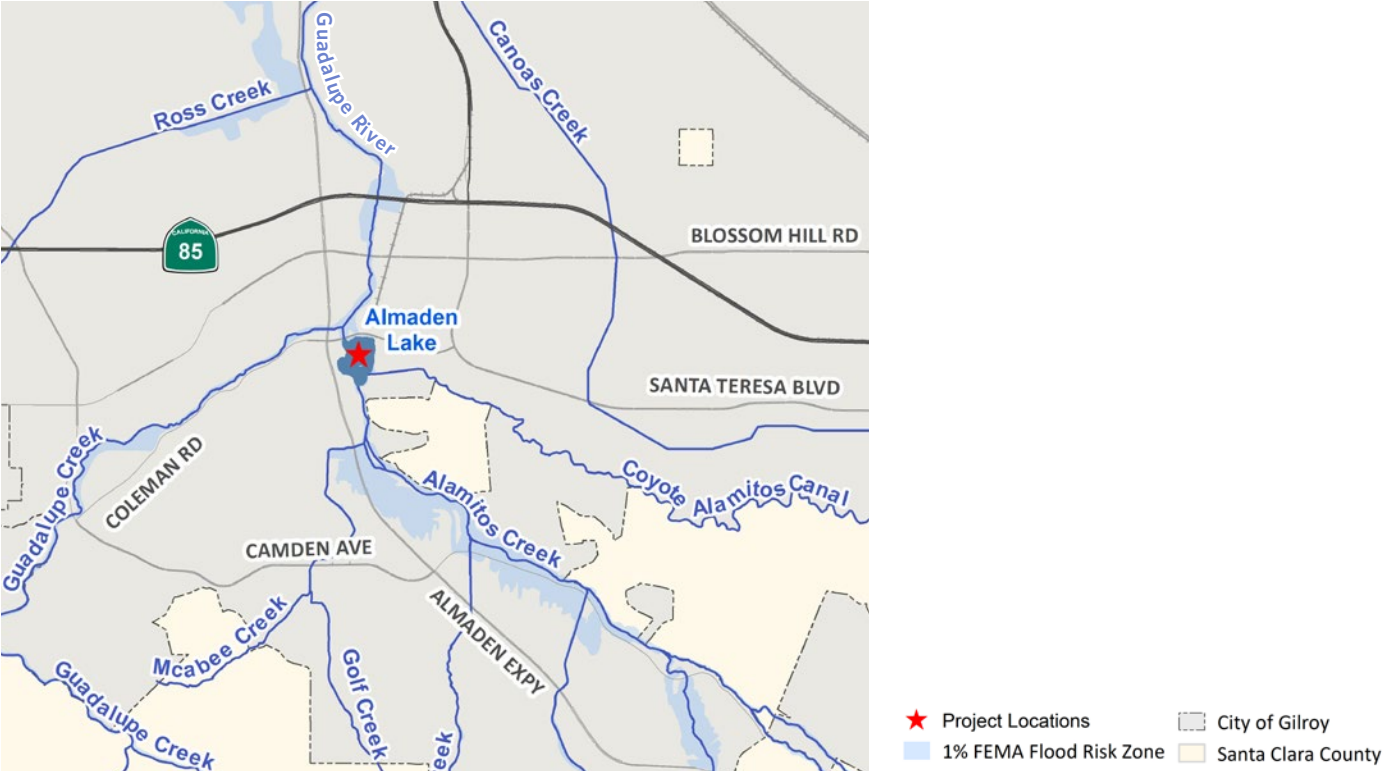 Guadalupe River
Canoas Creek
Ross Creek
CALIFORNIA
85
BLOSSOM HILL RD
Almaden
Lake
SANTA TERESA BLVD
Guadalupe Creek
COLEMAN RD
Coyote Alamitos Canal
Alamitos Creek
CAMDEN AVE
ALMADEN EXPY
Mcabee Creek
Golf Creek
Guadalupe Creek
eek
Project Locations
City of Gilroy
1% FEMA Flood Risk Zone
Santa Clara County